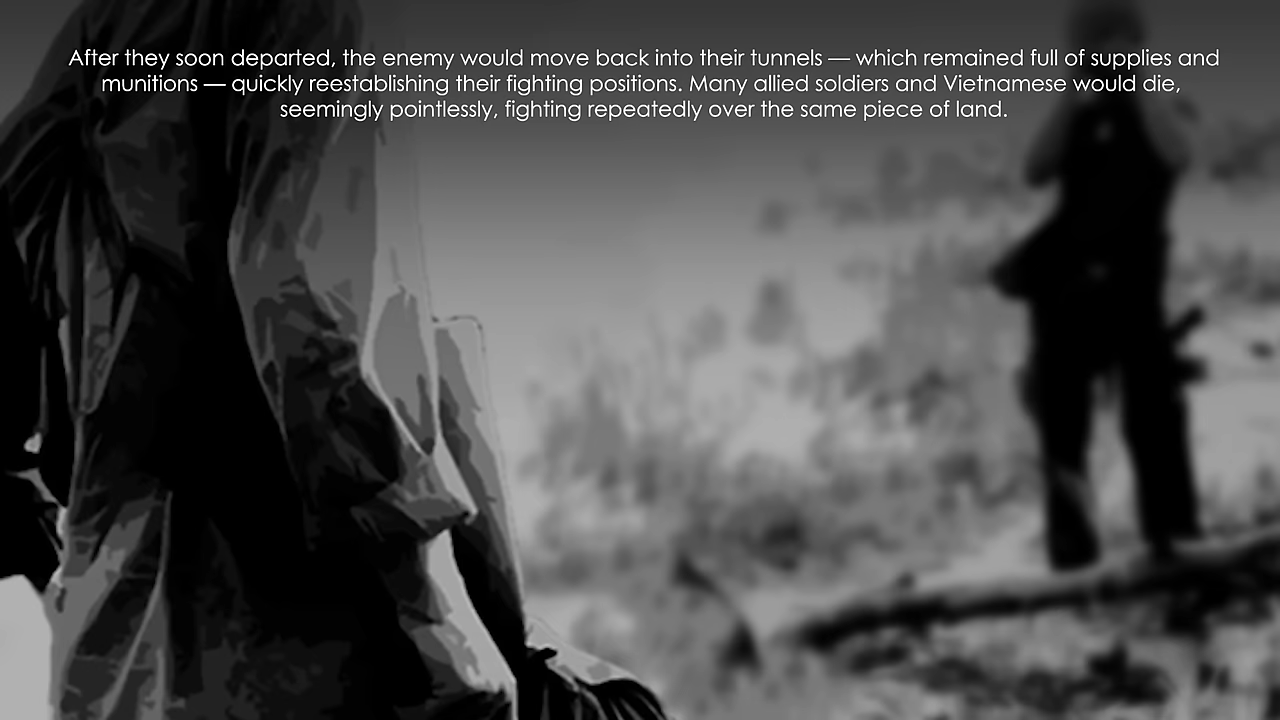 After they soon departed, the enemy would move back into their tunnels — which remained full of supplies and
munitions — quickly reestablishing their fighting positions. Many allied soldiers and Vietnamese would die,
seemingly pointlessly, fighting repeatedly over the same piece of land.